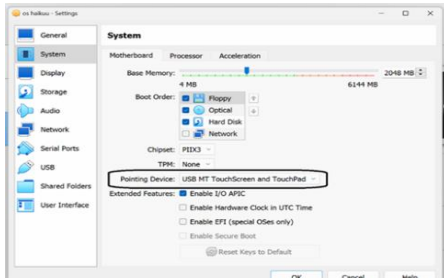 os haikuu - Settings
General
System
Display
Storage
Audio
Network
Serial Ports
USB
Shared Folders
User Interface
System
Motherboard Processor Acceleration
Base Memory: 2048 MB
4 MB 6144 MB
Boot Order: Floppy
Optical
Hard Disk
Network
Chipset: PIIX3
TPM: None
Pointing Device: USB MT TouchScreen and TouchPad
Extended Features: Enable I/O APIC
Enable Hardware Clock in UTC Time
Enable EFI (special OSes only)
Enable Secure Boot
Reset Keys to Default
OK Cancel Help